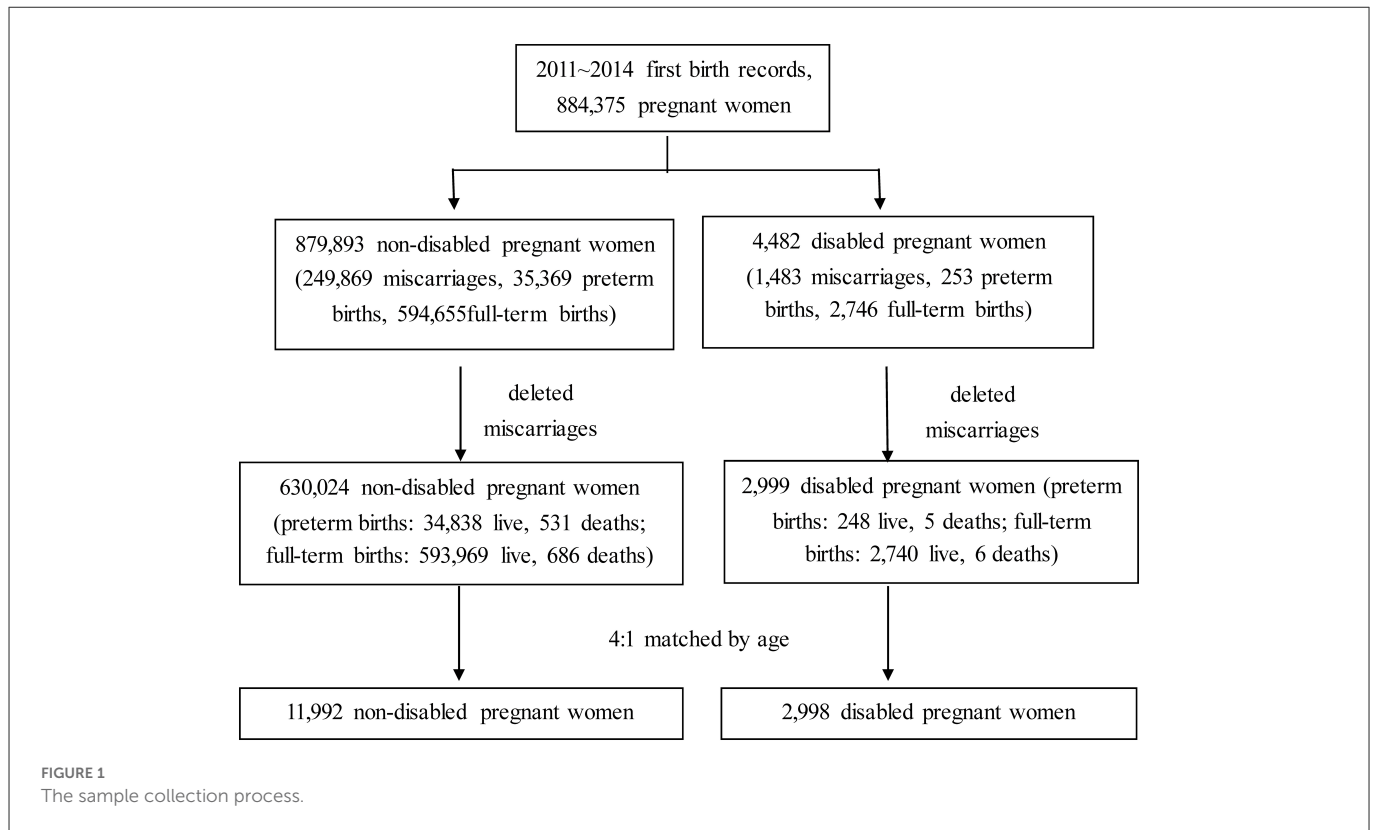 2011~2014 first birth records,
884,375 pregnant women
879,893 non-disabled pregnant women
(249,869 miscarriages, 35,369 preterm
births, 594,655full-term births)
4,482 disabled pregnant women
(1,483 miscarriages, 253 preterm
births, 2,746 full-term births)
deleted
miscarriages
deleted
miscarriages
630,024 non-disabled pregnant women
(preterm births: 34,838 live, 531 deaths;
full-term births: 593,969 live, 686 deaths)
2,999 disabled pregnant women (preterm
births: 248 live, 5 deaths; full-term
births: 2,740 live, 6 deaths)
4:1 matched by age
11,992 non-disabled pregnant women
2,998 disabled pregnant women
FIGURE 1
The sample collection process.